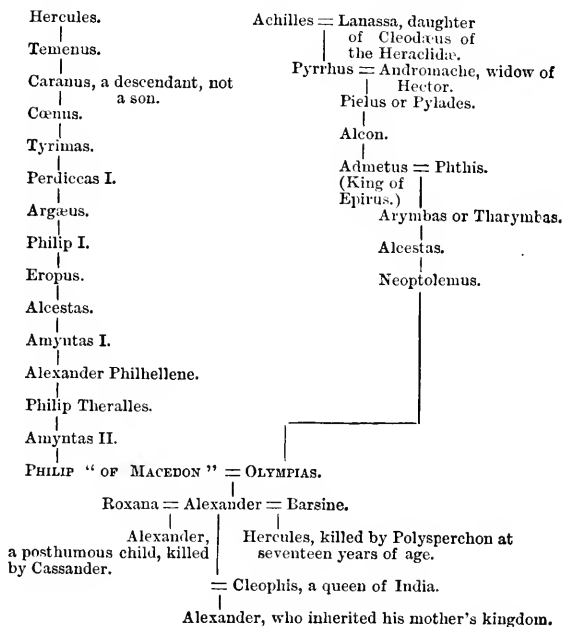 Hercules.
Temenus.
Caranus, a descendant, not
a son.
Cœnus.
Tyrimas.
Perdiccas I.
Argæus.
Philip I.
Eropus.
Alcestas.
Amyntas I.
Alexander Philhellene.
Philip Theralles.
Amyntas II.
Achilles = Lanassa, daughter
of Cleodæus of
the Heraclidæ.
Pyrrhus = Andromache, widow of
Hector.
Pielus or Pylades.
Alcon.
Admetus = Phthis.
(King of
Epirus.)
Arymbas or Tharymbas.
Alcestas.
Neoptolemus.
PHILIP “OF MACEDON” = OLYMPIAS.
Roxana = Alexander = Barsine.
Alexander,
a posthumous child, killed
by Cassander.
Hercules, killed by Polysperchon at
seventeen years of age.
= Cleophis, a queen of India.
Alexander, who inherited his mother's kingdom.